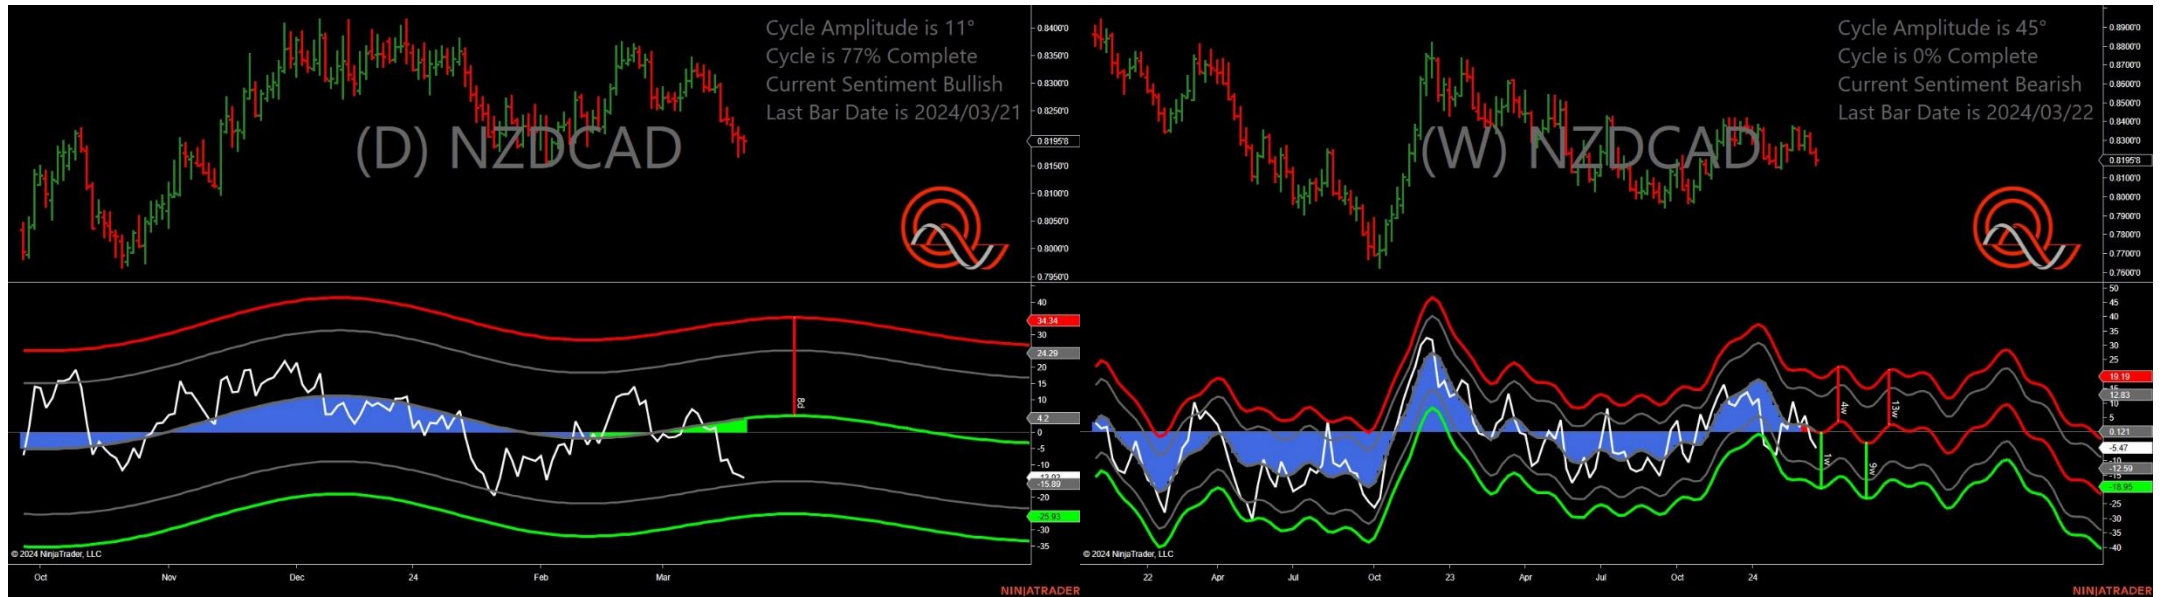 Cycle Amplitude is 11°
Cycle is 77% Complete
Current Sentiment Bullish
Last Bar Date is 2024/03/21
(D) NZDCAD
0.8400'0
0.8350'0
0.8300'0
0.8250'0
0.8195'8
0.8150'0
0.8100'0
0.8050'0
0.8000'0
0.7950'0
40
34.34
30
24.29
20
15
10
4.2
0
-5
-10
-15.89
-20
-25.93
-30
-35
8d
© 2024 NinjaTrader, LLC
Oct
Nov
Dec
24
Feb
Mar
NINJATRADER
Cycle Amplitude is 45°
Cycle is 0% Complete
Current Sentiment Bearish
Last Bar Date is 2024/03/22
(W) NZDCAD
0.8900'0
0.8800'0
0.8700'0
0.8600'0
0.8500'0
0.8400'0
0.8300'0
0.8195'8
0.8100'0
0.8000'0
0.7900'0
0.7800'0
0.7700'0
0.7600'0
50
45
40
35
30
25
19.19
12.83
5
0.121
-5.47
-12.59
-18.95
-25
-30
-35
-40
4w
13w
1w
9w
© 2024 NinjaTrader, LLC
22
Apr
Jul
Oct
23
Apr
Jul
Oct
24
NINJATRADER